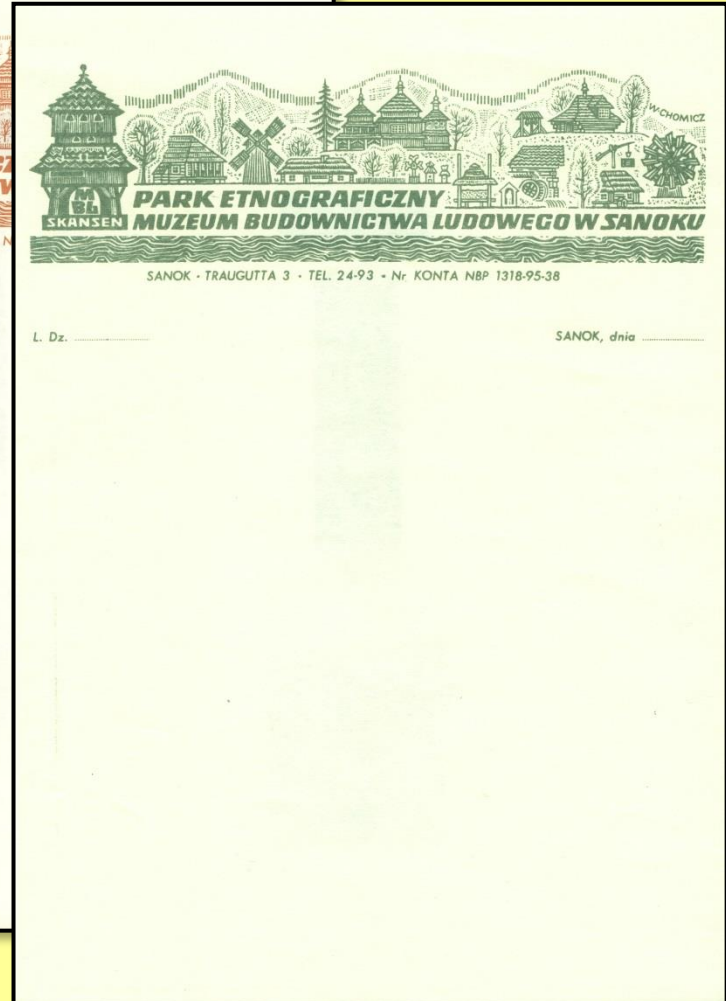 W. CHOMICZ
M
BL
SKANSEN
PARK ETNOGRAFICZNY
MUZEUM BUDOWNICTWA LUDOWEGO W SANOKU
SANOK • TRAUGUTTA 3 • TEL. 24-93 • Nr KONTA NBP 1318-95-38
L. Dz.
SANOK, dnia